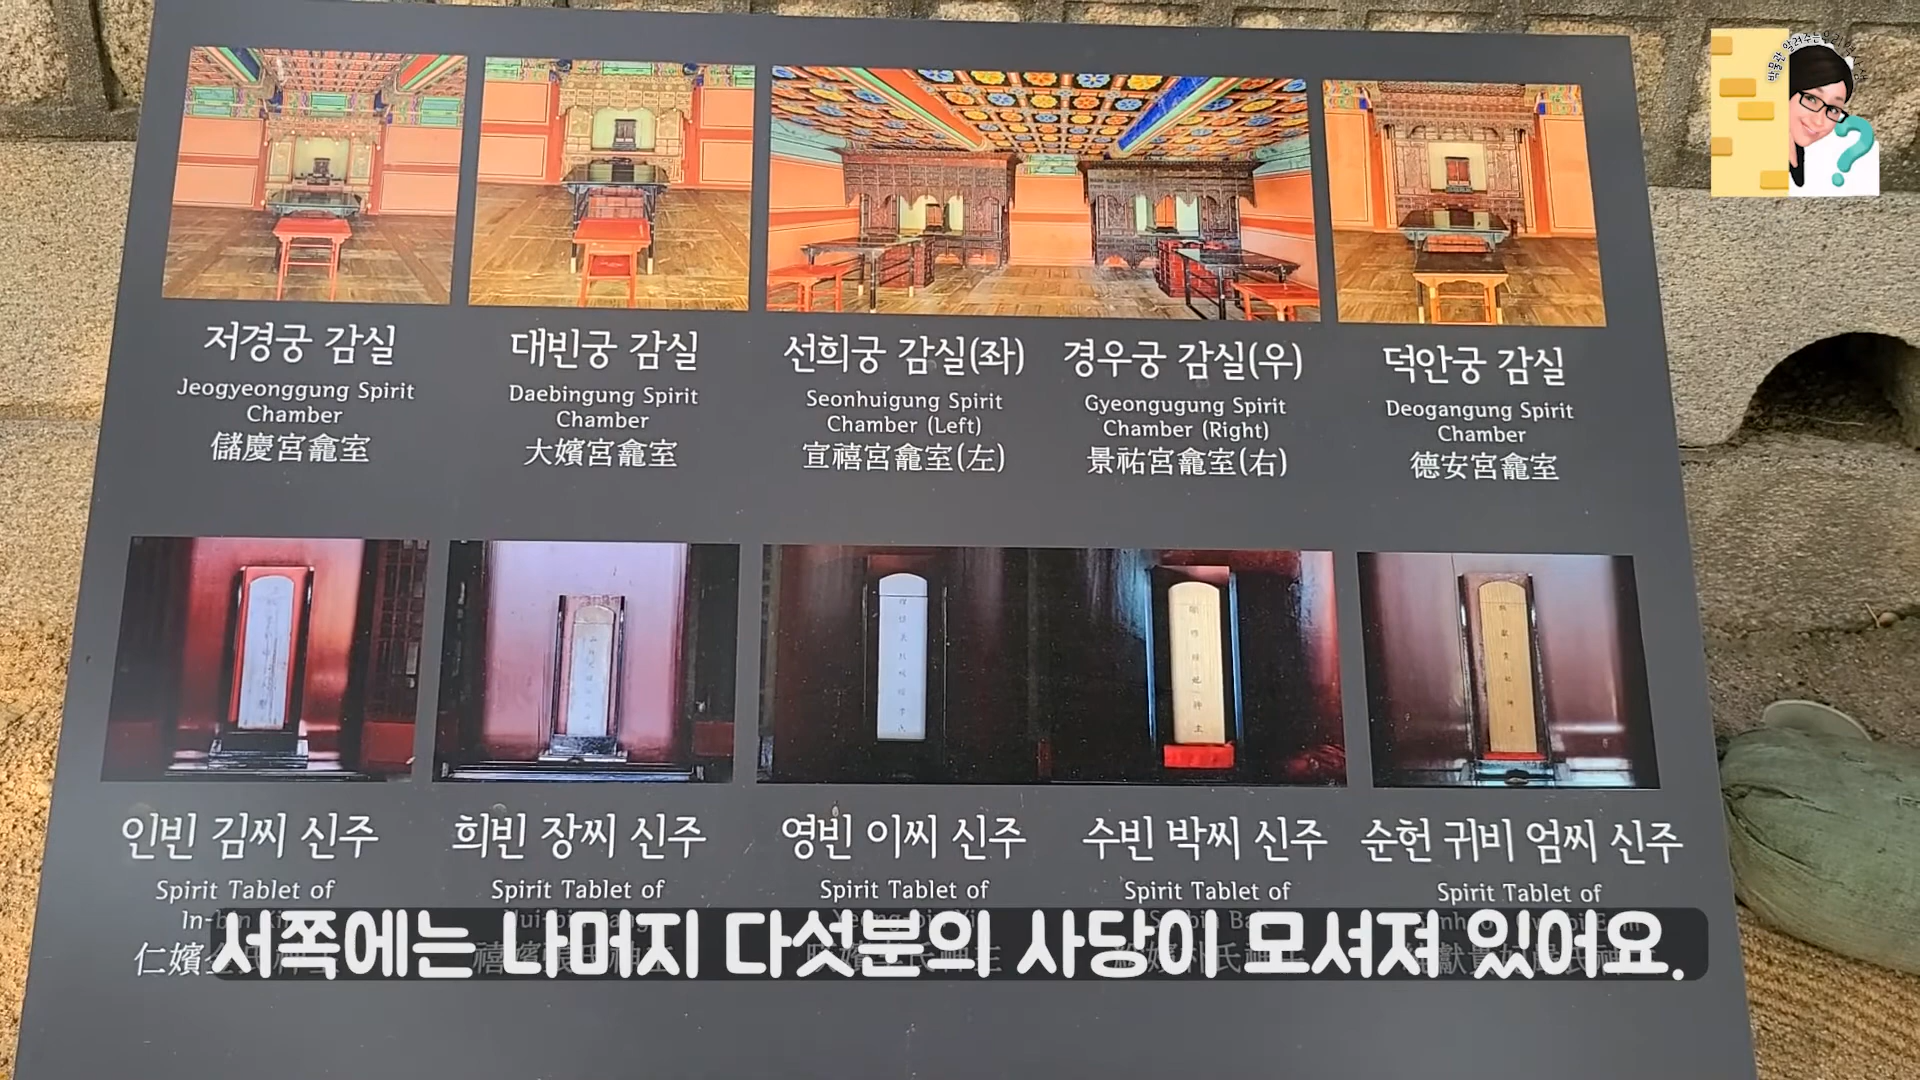 저경궁 감실
Jeogyeonggung Spirit
Chamber
儲慶宮龕室
대빈궁 감실
Daebingung Spirit
Chamber
大嬪宮龕室
선희궁 감실(좌)
Seonhuigung Spirit
Chamber (Left)
宣禧宮龕室(左)
경우궁 감실(우)
Gyeongugung Spirit
Chamber (Right)
景祐宮龕室(右)
덕안궁 감실
Deogangung Spirit
Chamber
德安宮龕室
인빈 김씨 신주
Spirit Tablet of
In-bin
仁嬪
희빈 장씨 신주
Spirit Tablet of
영빈 이씨 신주
Spirit Tablet of
수빈 박씨 신주
Spirit Tablet of
순헌 귀비 엄씨 신주
Spirit Tablet of
서쪽에는 나머지 다섯분의 사당이 모셔져 있어요.